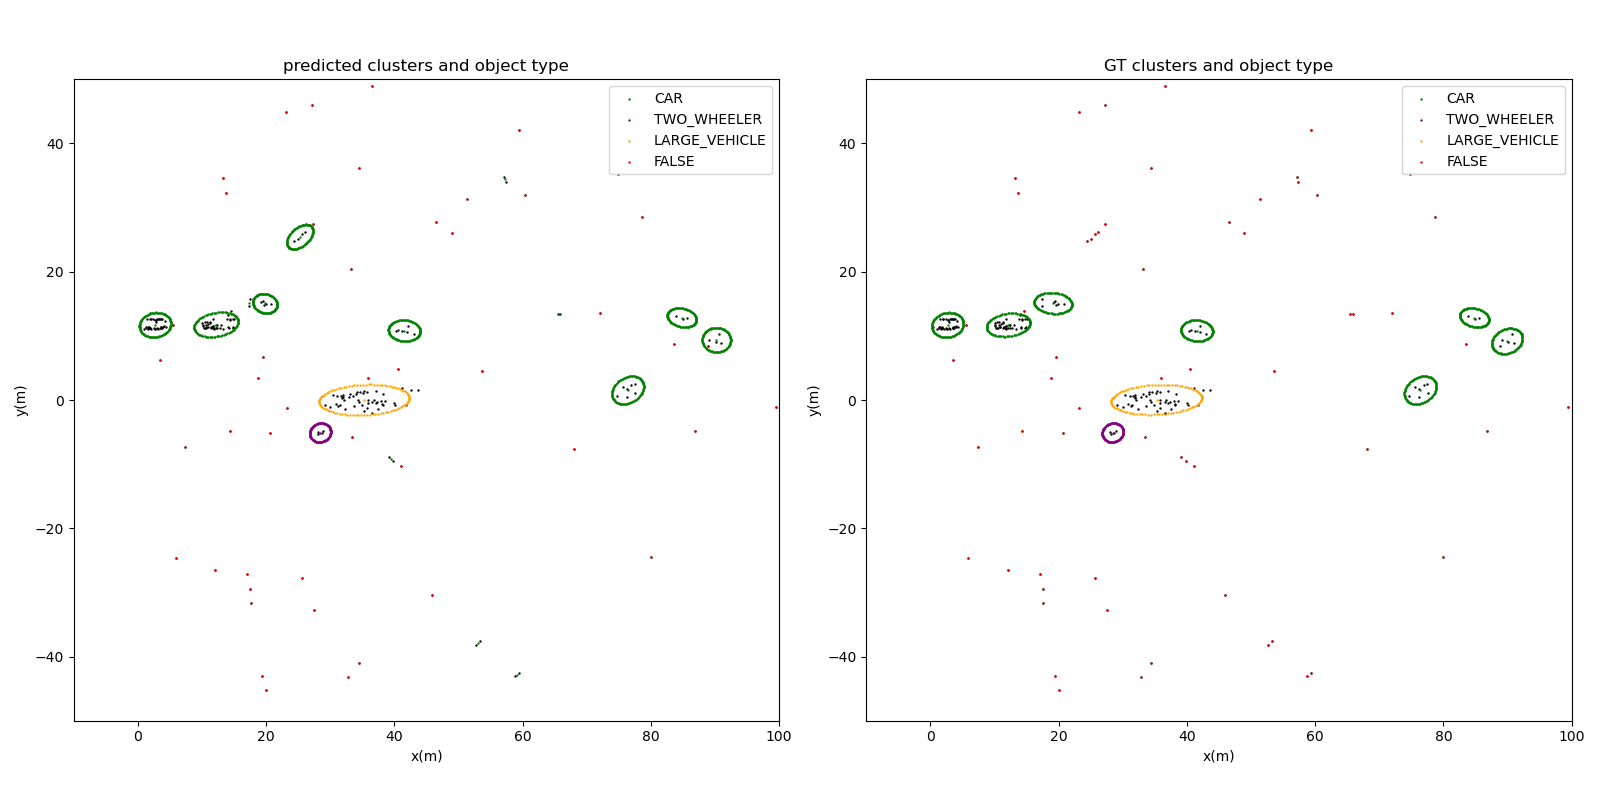 predicted clusters and object type
CAR
TWO_WHEELER
LARGE_VEHICLE
FALSE
40
20
0
−20
−40
y(m)
0
20
40
60
80
100
x(m)
GT clusters and object type
CAR
TWO_WHEELER
LARGE_VEHICLE
FALSE
40
20
0
−20
−40
y(m)
0
20
40
60
80
100
x(m)